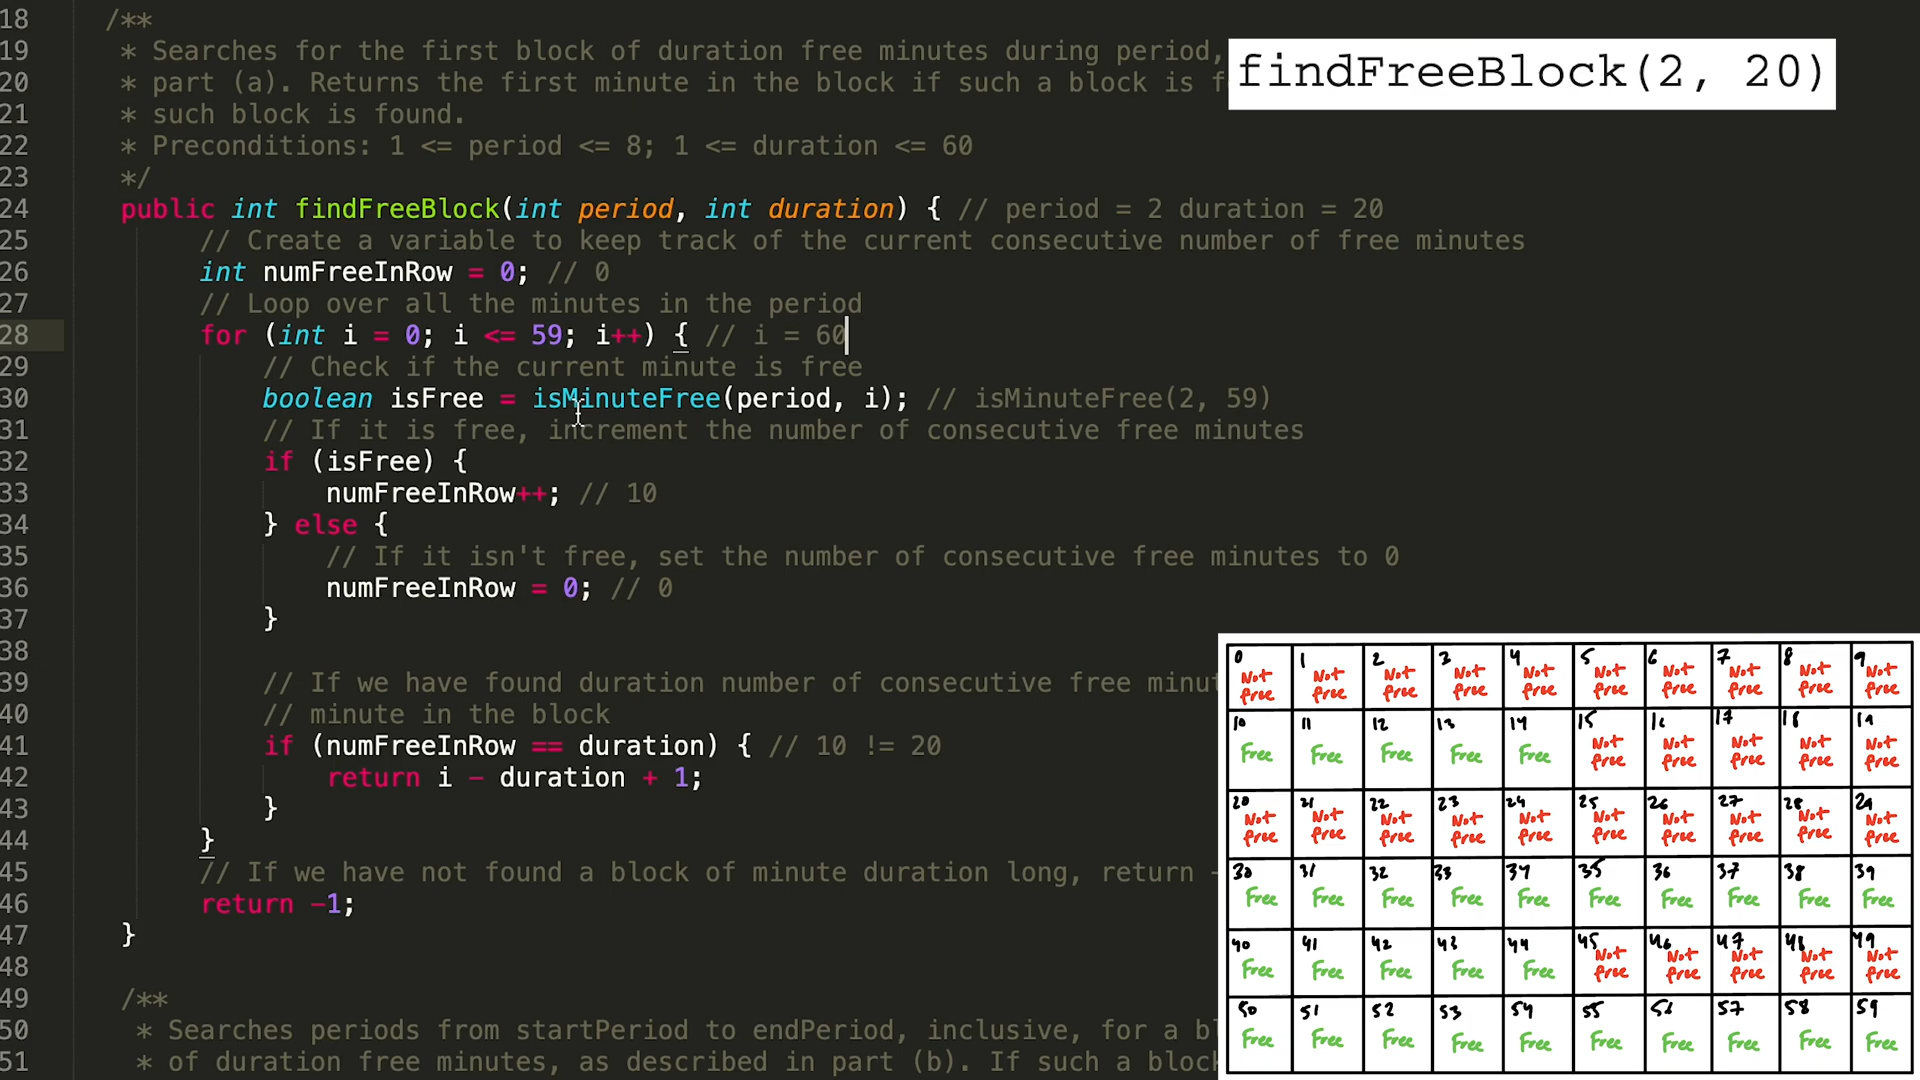 18 /**
19 * Searches for the first block of duration free minutes during period,
20 * part (a). Returns the first minute in the block if such a block is f
21 * such block is found.
22 * Preconditions: 1 <= period <= 8; 1 <= duration <= 60
23 */
24 public int findFreeBlock(int period, int duration) { // period = 2 duration = 20
25 // Create a variable to keep track of the current consecutive number of free minutes
26 int numFreeInRow = 0; // 0
27 // Loop over all the minutes in the period
28 for (int i = 0; i <= 59; i++) { // i = 60
29 // Check if the current minute is free
30 boolean isFree = isMinuteFree(period, i); // isMinuteFree(2, 59)
31 // If it is free, increment the number of consecutive free minutes
32 if (isFree) {
33 numFreeInRow++; // 10
34 } else {
35 // If it isn't free, set the number of consecutive free minutes to 0
36 numFreeInRow = 0; // 0
37 }
38
39 // If we have found duration number of consecutive free minut
40 // minute in the block
41 if (numFreeInRow == duration) { // 10 != 20
42 return i - duration + 1;
43 }
44 }
45 // If we have not found a block of minute duration long, return -
46 return -1;
47 }
48
49 /**
50 * Searches periods from startPeriod to endPeriod, inclusive, for a bl
51 * of duration free minutes, as described in part (b). If such a block
findFreeBlock(2, 20)
0 1 2 3 4 5 6 7 8 9
Not Not Not Not Not Not Not Not Not Not
free free free free free free free free free free
10 11 12 13 14 15 16 17 18 19
Free Free Free Free Free Not free Not free Not free Not free Not free
20 21 22 23 24 25 26 27 28 29
Not Not Not Not Not Not Not Not Not Not
free free free free free free free free free free
30 31 32 33 34 35 36 37 38 39
Free Free Free Free Free Free Free Free Free Free
40 41 42 43 44 45 46 47 48 49
Free Free Free Free Free Not free Not free Not free Not free Not free
50 51 52 53 54 55 56 57 58 59
Free Free Free Free Free Free Free Free Free Free